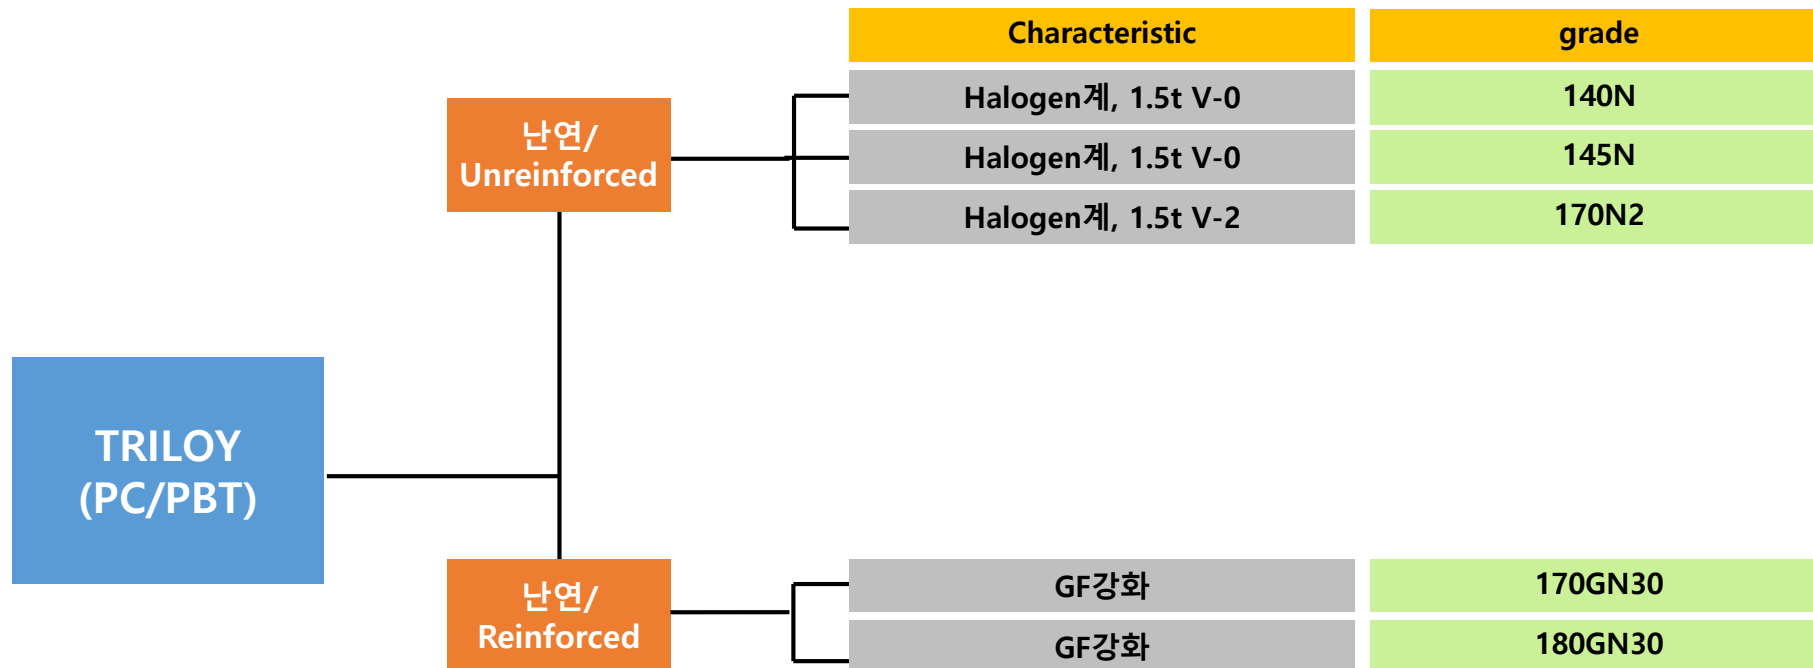 Characteristic
grade
난연/
Unreinforced
Halogen계, 1.5t V-0
140N
Halogen계, 1.5t V-0
145N
Halogen계, 1.5t V-2
170N2
TRILOY
(PC/PBT)
난연/
Reinforced
GF강화
170GN30
GF강화
180GN30